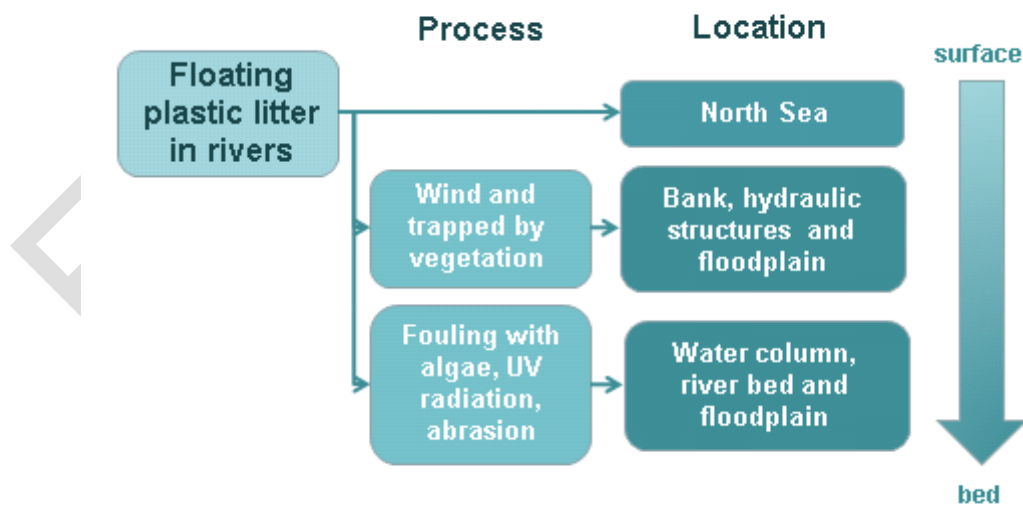 Process
Location
surface
Floating
plastic litter
in rivers
North Sea
Wind and
trapped by
vegetation
Bank, hydraulic
structures and
floodplain
Fouling with
algae, UV
radiation,
abrasion
Water column,
river bed and
floodplain
bed